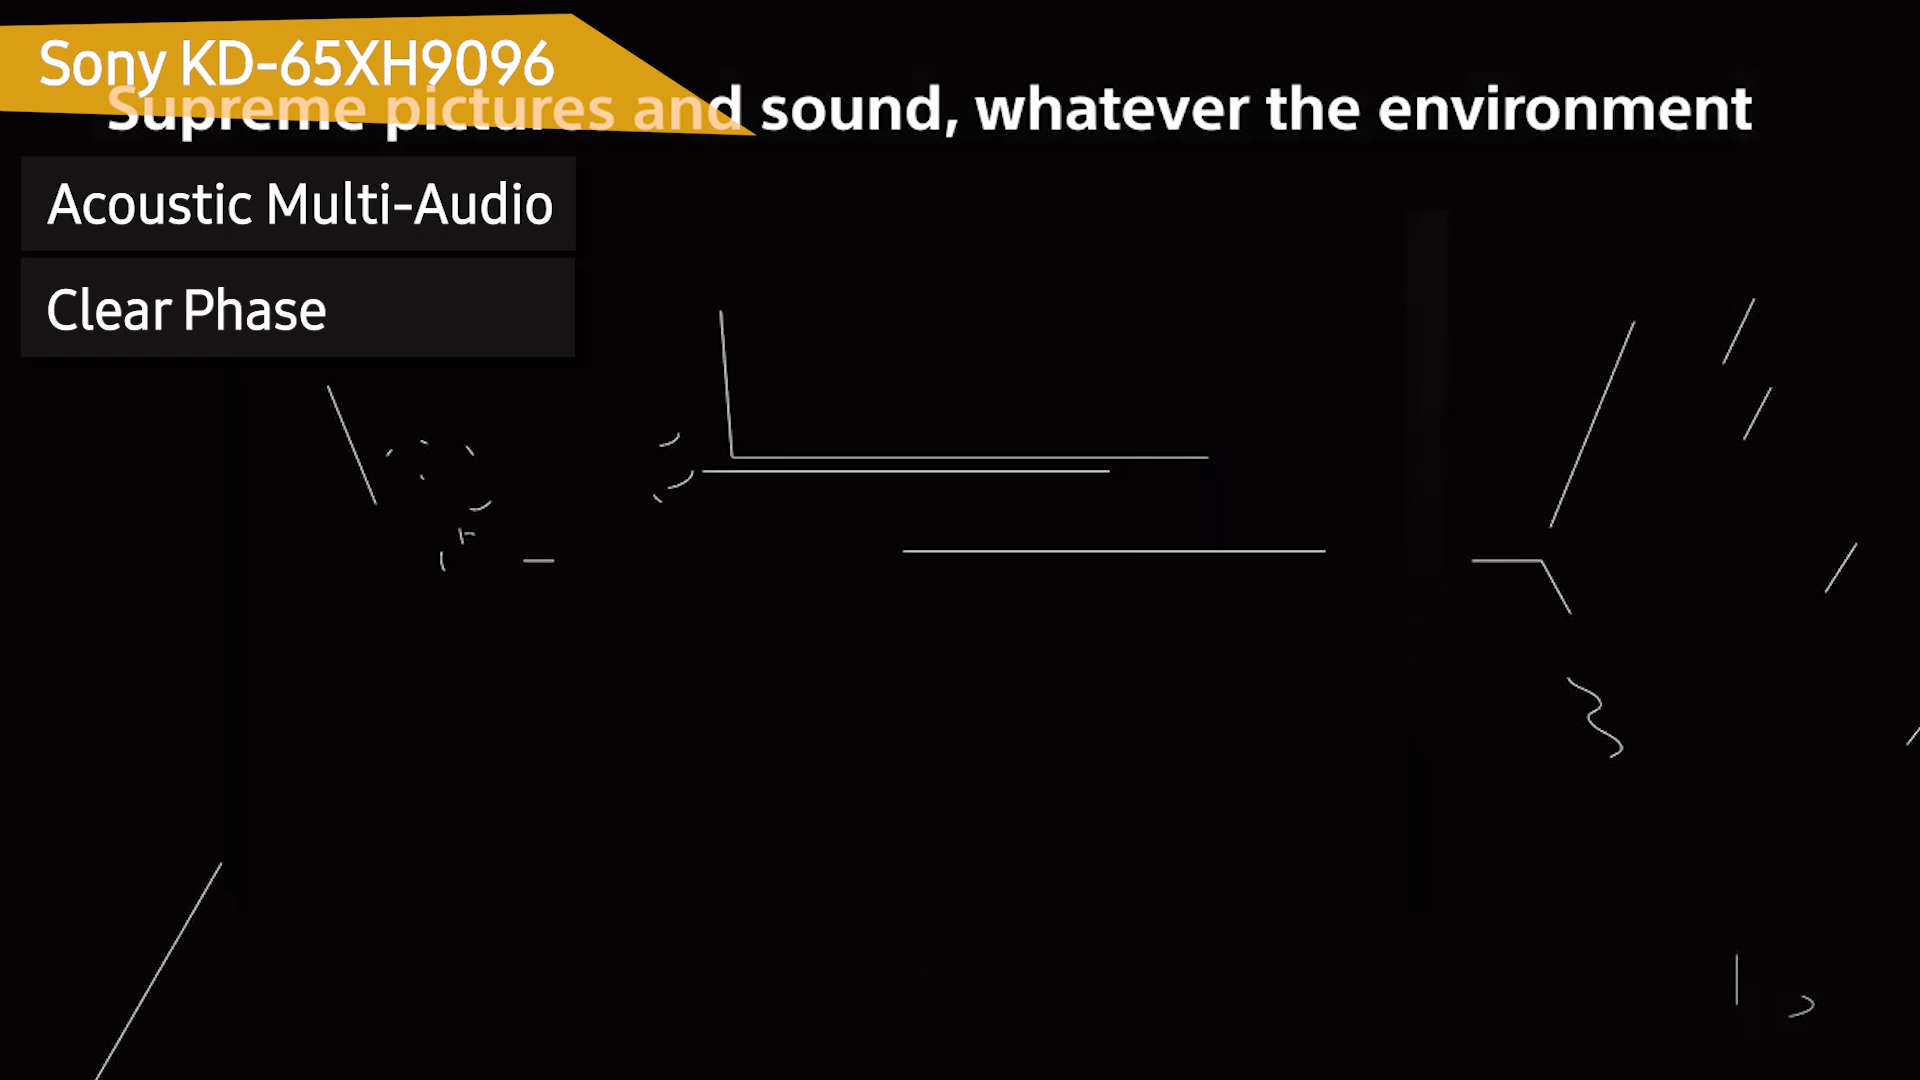 Sony KD-65XH9096
Supreme pictures and sound, whatever the environment
Acoustic Multi-Audio
Clear Phase